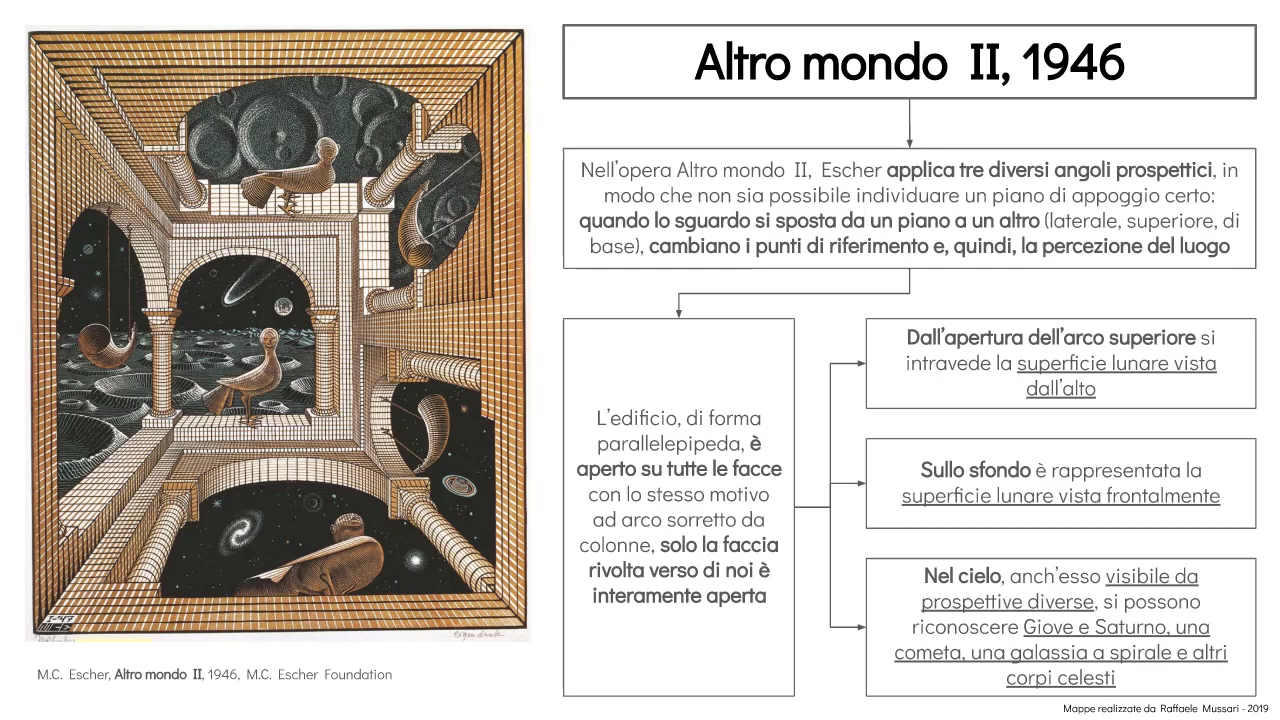 Altro mondo II, 1946
Nell'opera Altro mondo II, Escher applica tre diversi angoli prospettici, in
modo che non sia possibile individuare un piano di appoggio certo:
quando lo sguardo si sposta da un piano a un altro (laterale, superiore, di
base), cambiano i punti di riferimento e, quindi, la percezione del luogo
L'edificio, di forma
parallelepipeda, è
aperto su tutte le facce
con lo stesso motivo
ad arco sorretto da
colonne, solo la faccia
rivolta verso di noi è
interamente aperta
Dall'apertura dell'arco superiore si
intravede la superficie lunare vista
dall'alto
Sullo sfondo è rappresentata la
superficie lunare vista frontalmente
Nel cielo, anch'esso visibile da
prospettive diverse, si possono
riconoscere Giove e Saturno, una
cometa, una galassia a spirale e altri
corpi celesti
I-47
M.C. Escher, Altro mondo II, 1946, M.C. Escher Foundation
Mappe realizzate da Raffaele Mussari - 2019